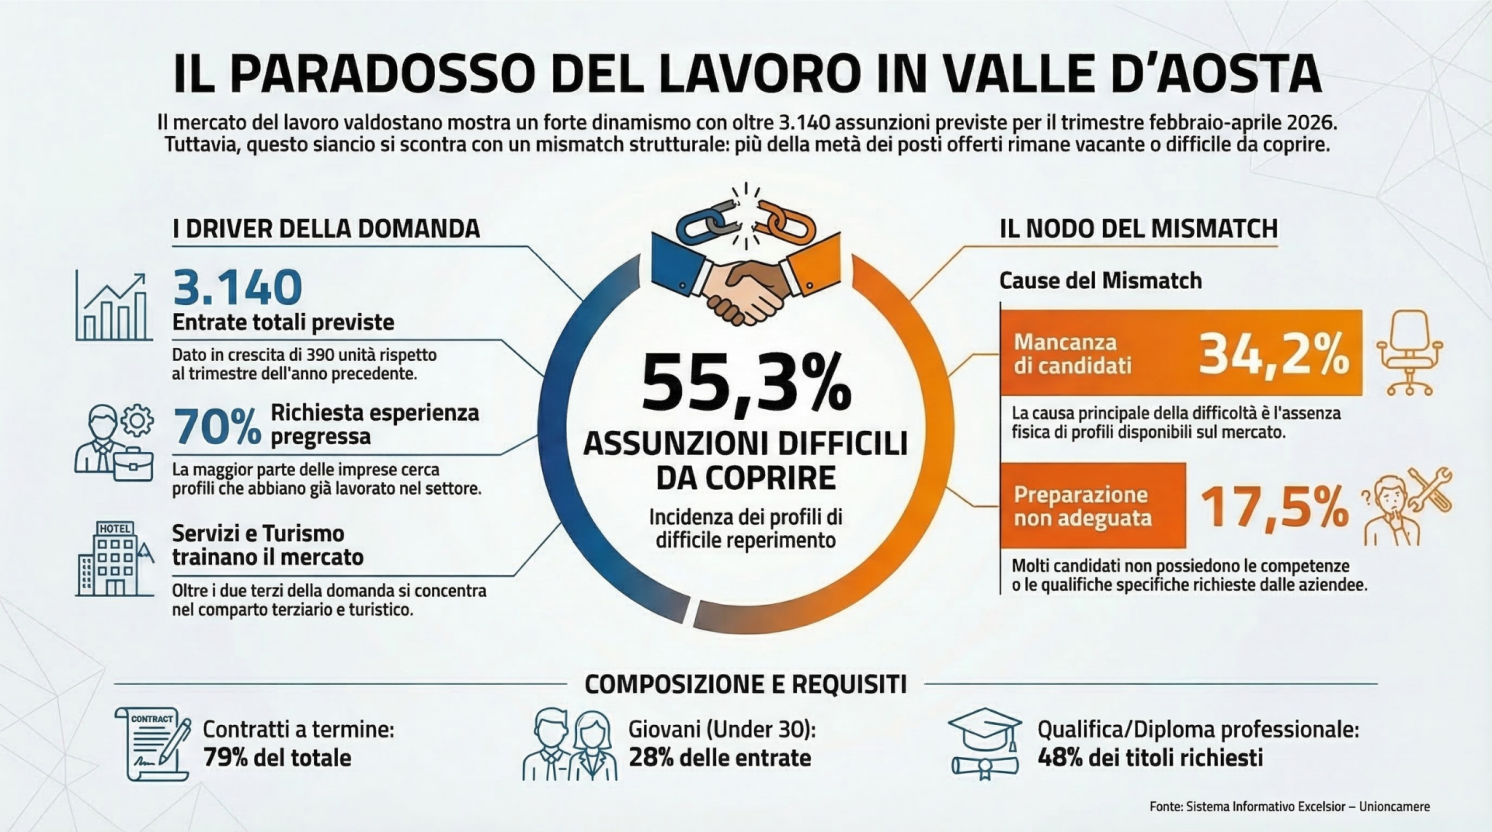 IL PARADOSSO DEL LAVORO IN VALLE D'AOSTA
Il mercato del lavoro valdostano mostra un forte dinamismo con oltre 3.140 assunzioni previste per il trimestre febbraio-aprile 2026.
Tuttavia, questo slancio si scontra con un mismatch strutturale: più della metà dei posti offerti rimane vacante o difficile da coprire.
I DRIVER DELLA DOMANDA
3.140
Entrate totali previste
Dato in crescita di 390 unità rispetto
al trimestre dell'anno precedente.
70% Richiesta esperienza
pregressa
La maggior parte delle imprese cerca
profili che abbiano già lavorato nel settore.
HOTEL
Servizi e Turismo
trainano il mercato
Oltre i due terzi della domanda si concentra
nel comparto terziario e turistico.
55,3%
ASSUNZIONI DIFFICILI
DA COPRIRE
Incidenza dei profili di
difficile reperimento
IL NODO DEL MISMATCH
Cause del Mismatch
Mancanza
di candidati
34,2%
La causa principale della difficoltà è l'assenza
fisica di profili disponibili sul mercato.
Preparazione
non adeguata
17,5%
?
Molti candidati non possiedono le competenze
o le qualifiche specifiche richieste dalle aziendee.
COMPOSIZIONE E REQUISITI
CONTRACT
Contratti a termine:
79% del totale
Giovani (Under 30):
28% delle entrate
Qualifica/Diploma professionale:
48% dei titoli richiesti
Fonte: Sistema Informativo Excelsior – Unioncamere